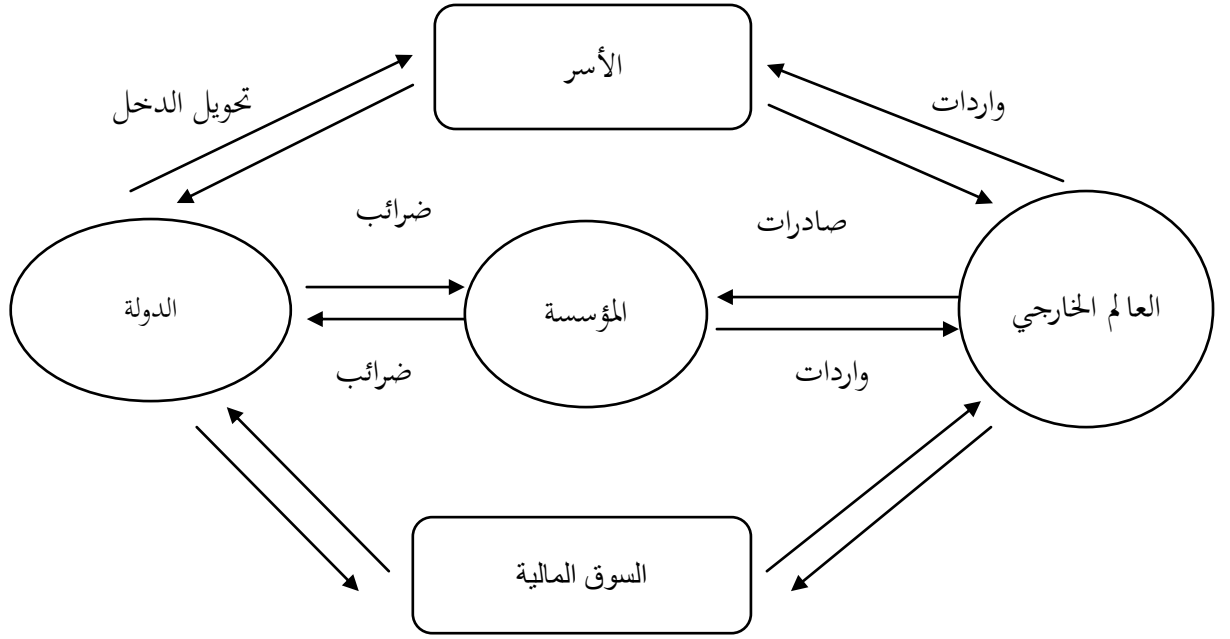 الأسر
واردات
تحويل الدخل
صادرات
ضرائب
العالم الخارجي
المؤسسة
الدولة
واردات
ضرائب
السوق المالية